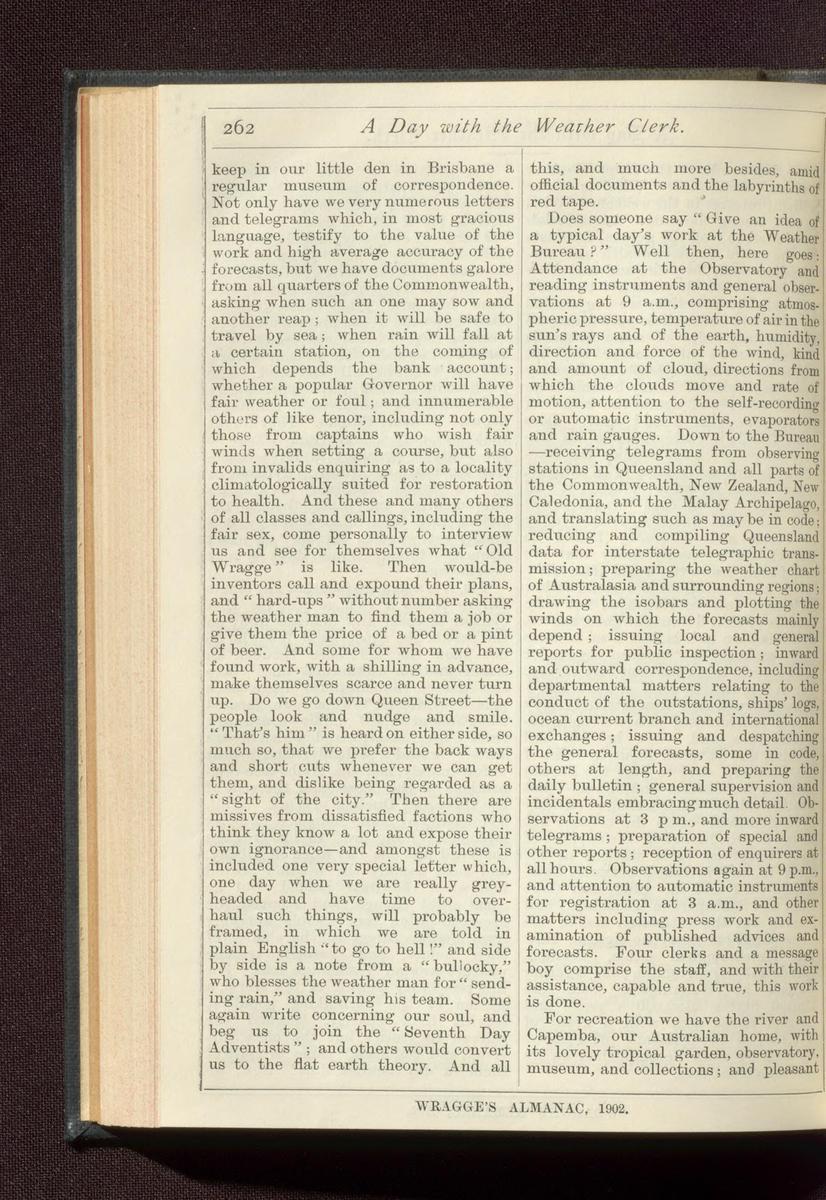 262
A Day with the Weather Clerk.
keep in our little den in Brisbane a
regular museum of correspondence.
Not only have we very numerous letters
and telegrams which, in most gracious
language, testify to the value of the
work and high average accuracy of the
forecasts, but we have documents galore
from all quarters of the Commonwealth,
asking when such an one may sow and
another reap; when it will be safe to
travel by sea; when rain will fall at
a certain station, on the coming of
which depends the bank account;
whether a popular Governor will have
fair weather or foul; and innumerable
others of like tenor, including not only
those from captains who wish fair
winds when setting a course, but also
from invalids enquiring as to a locality
climatologically suited for restoration
to health. And these and many others
of all classes and callings, including the
fair sex, come personally to interview
us and see for themselves what "Old
Wragge" is like. Then would-be
inventors call and expound their plans,
and "hard-ups" without number asking
the weather man to find them a job or
give them the price of a bed or a pint
of beer. And some for whom we have
found work, with a shilling in advance,
make themselves scarce and never turn
up. Do we go down Queen Street—the
people look and nudge and smile.
"That's him" is heard on either side, so
much so, that we prefer the back ways
and short cuts whenever we can get
them, and dislike being regarded as a
"sight of the city." Then there are
missives from dissatisfied factions who
think they know a lot and expose their
own ignorance—and amongst these is
included one very special letter which,
one day when we are really grey-
headed and have time to over-
haul such things, will probably be
framed, in which we are told in
plain English "to go to hell!" and side
by side is a note from a "bullocky,"
who blesses the weather man for "send-
ing rain," and saving his team. Some
again write concerning our soul, and
beg us to join the "Seventh Day
Adventists"; and others would convert
us to the flat earth theory. And all
this, and much more besides, amid
official documents and the labyrinths of
red tape.
Does someone say "Give an idea of
a typical day's work at the Weather
Bureau?" Well then, here goes:
Attendance at the Observatory and
reading instruments and general obser-
vations at 9 a.m., comprising atmos-
pheric pressure, temperature of air in the
sun's rays and of the earth, humidity,
direction and force of the wind, kind
and amount of cloud, directions from
which the clouds move and rate of
motion, attention to the self-recording
or automatic instruments, evaporators
and rain gauges. Down to the Bureau
—receiving telegrams from observing
stations in Queensland and all parts of
the Commonwealth, New Zealand, New
Caledonia, and the Malay Archipelago,
and translating such as may be in code;
reducing and compiling Queensland
data for interstate telegraphic trans-
mission; preparing the weather chart
of Australasia and surrounding regions;
drawing the isobars and plotting the
winds on which the forecasts mainly
depend; issuing local and general
reports for public inspection; inward
and outward correspondence, including
departmental matters relating to the
conduct of the outstations, ships' logs,
ocean current branch and international
exchanges; issuing and despatching
the general forecasts, some in code,
others at length, and preparing the
daily bulletin; general supervision and
incidentals embracing much detail. Ob-
servations at 3 p m., and more inward
telegrams; preparation of special and
other reports; reception of enquirers at
all hours. Observations again at 9 p.m.,
and attention to automatic instruments
for registration at 3 a.m., and other
matters including press work and ex-
amination of published advices and
forecasts. Four clerks and a message
boy comprise the staff, and with their
assistance, capable and true, this work
is done.
For recreation we have the river and
Capemba, our Australian home, with
its lovely tropical garden, observatory,
museum, and collections; and pleasant
WRAGGE'S ALMANAC, 1902.